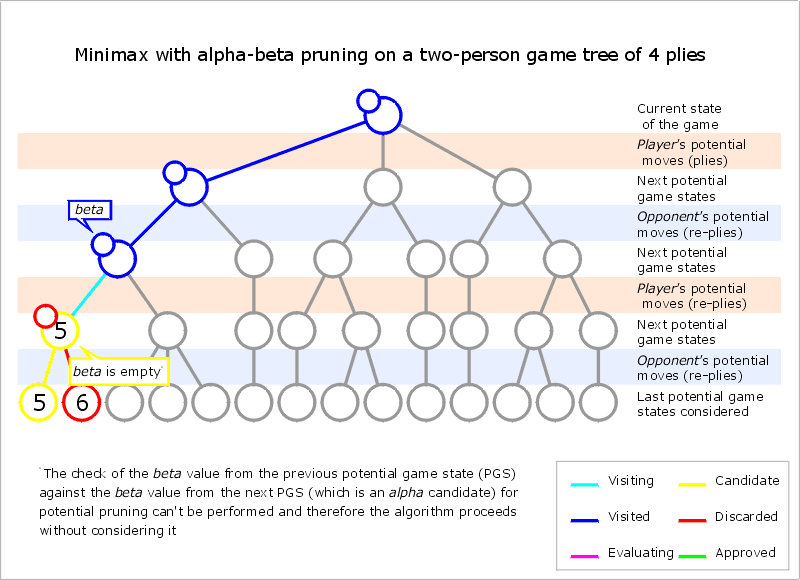 Minimax with alpha-beta pruning on a two-person game tree of 4 plies
Current state
of the game
Player's potential
moves (plies)
Next potential
game states
beta
Opponent's potential
moves (re-plies)
Next potential
game states
Player's potential
moves (re-plies)
5
Next potential
game states
beta is empty*
Opponent's potential
moves (re-plies)
5 6
Last potential game
states considered
*The check of the beta value from the previous potential game state (PGS)
against the beta value from the next PGS (which is an alpha candidate) for
potential pruning can't be performed and therefore the algorithm proceeds
without considering it
Visiting Candidate
Visited Discarded
Evaluating Approved